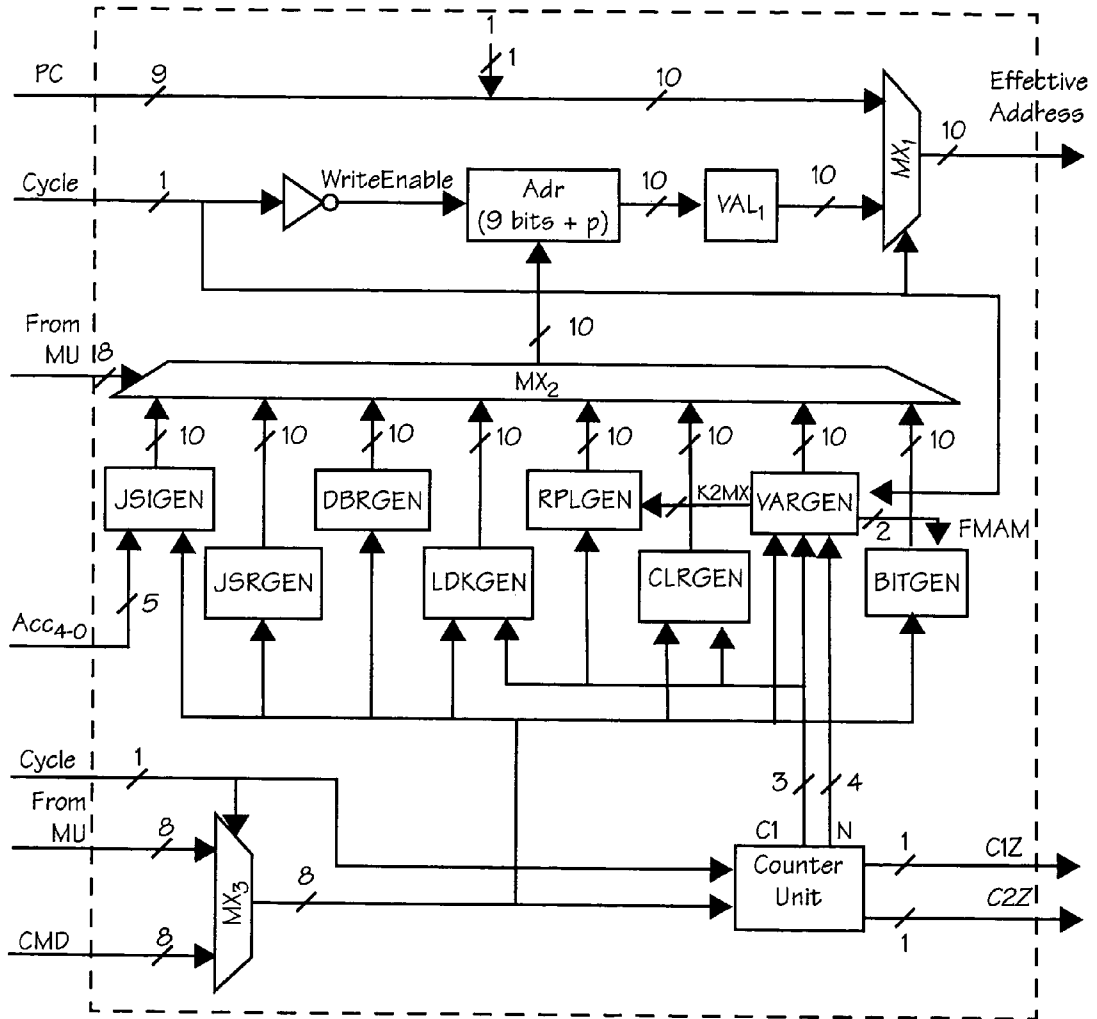 1
1
PC
9
10
Effective
Address
10
MX₁
Cycle
1
WriteEnable
Adr
(9 bits + p)
10
VAL₁
10
From
MU
8
10
MX₂
10
10
10
10
10
10
10
10
JSIGEN
DBRGEN
RPLGEN
K2MX
VARGEN
2
FMAM
JSRGEN
LDKGEN
CLRGEN
BITGEN
5
Acc₄₋₀
Cycle
1
From
MU
8
MX₃
8
CMD
8
3
4
C1
N
Counter
Unit
1
C1Z
C2Z
1